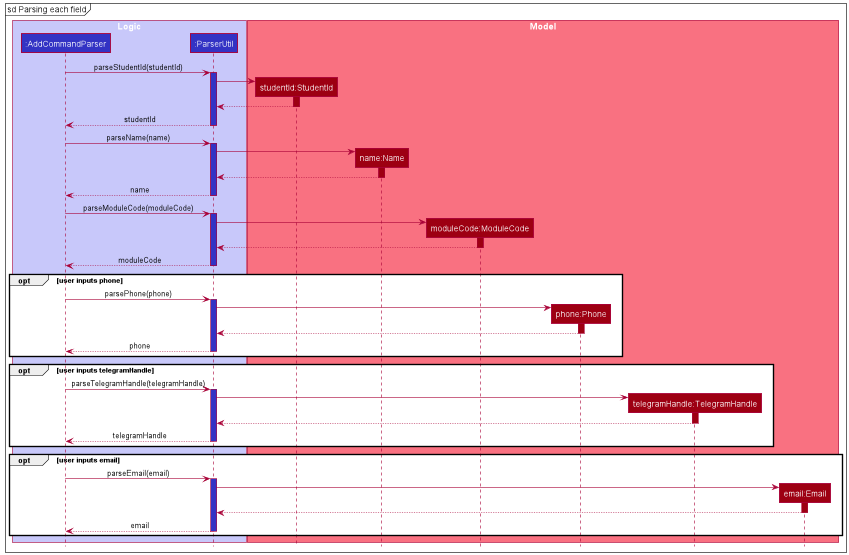 sd Parsing each field
Logic
Model
:AddCommandParser
:ParserUtil
parseStudentId(studentId)
studentId:StudentId
studentId
parseName(name)
name:Name
name
parseModuleCode(moduleCode)
moduleCode:ModuleCode
moduleCode
opt [user inputs phone]
parsePhone(phone)
phone:Phone
phone
opt [user inputs telegramHandle]
parseTelegramHandle(telegramHandle)
telegramHandle:TelegramHandle
telegramHandle
opt [user inputs email]
parseEmail(email)
email:Email
email